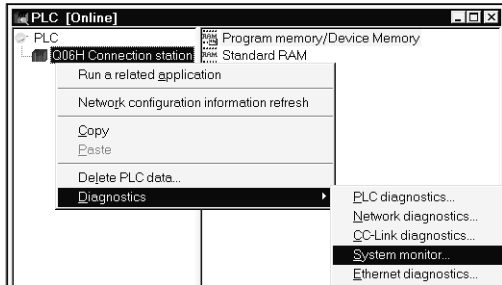 PLC [Online]
PLC
Q06H Connection station
Program memory/Device Memory
Standard RAM
Run a related application
Network configuration information refresh
Copy
Paste
Delete PLC data...
Diagnostics
PLC diagnostics...
Network diagnostics...
CC-Link diagnostics...
System monitor...
Ethernet diagnostics...